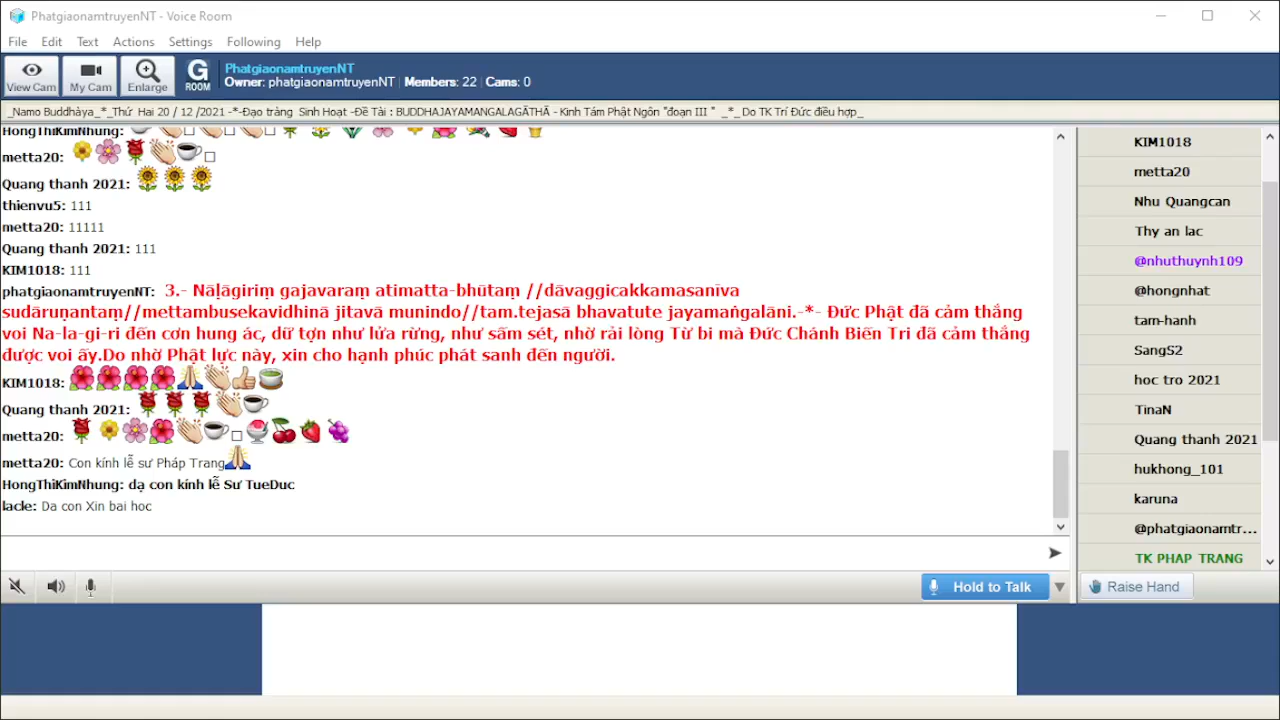 PhatgiaonamtruyenNT - Voice Room
File Edit Text Actions Settings Following Help
View Cam My Cam Enlarge G ROOM
PhatgiaonamtruyenNT
Owner: phatgiaonamtruyenNT | Members: 22 | Cams: 0
_Namo Buddhàya_*_Thứ Hai 20 / 12 /2021 -*-Đạo tràng Sinh Hoạt -Đề Tài : BUDDHAJAYAMANGALAGĀTHĀ - Kinh Tám Phật Ngôn "đoạn III " _*_ Do TK Trí Đức điều hợp_
HongThiKimNhung:
metta20:
Quang thanh 2021:
thienvu5: 111
metta20: 11111
Quang thanh 2021: 111
KIM1018: 111
phatgiaonamtruyenNT: 3.- Nāḷāgiriṃ gajavaraṃ atimatta-bhūtaṃ //dāvaggicakkamasanīva
sudāruṇantaṃ//mettambusekavidhinā jitavā munindo//tam.tejasā bhavatute jayamaṅgalāni.-*- Đức Phật đã cảm thắng
voi Na-la-gi-ri đến cơn hung ác, dữ tợn như lửa rừng, như sấm sét, nhờ rải lòng Từ bi mà Đức Chánh Biến Tri đã cảm thắng
được voi ấy.Do nhờ Phật lực này, xin cho hạnh phúc phát sanh đến người.
KIM1018:
Quang thanh 2021:
metta20:
metta20: Con kính lễ sư Pháp Trang
HongThiKimNhung: dạ con kính lễ Sư TueDuc
lacle: Da con Xin bai hoc
KIM1018
metta20
Nhu Quangcan
Thy an lac
@nhuthuynh109
@hongnhat
tam-hanh
SangS2
hoc tro 2021
TinaN
Quang thanh 2021
hukhong_101
karuna
@phatgiaonamtr...
TK PHAP TRANG
Hold to Talk
Raise Hand